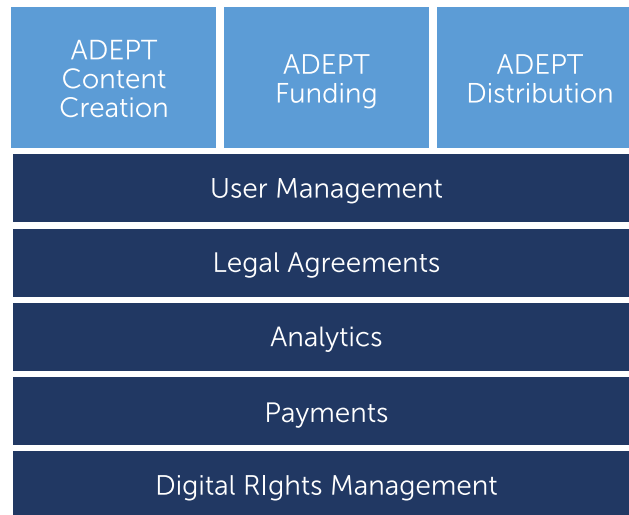 ADEPT
Content
Creation
ADEPT
Funding
ADEPT
Distribution
User Management
Legal Agreements
Analytics
Payments
Digital RIghts Management